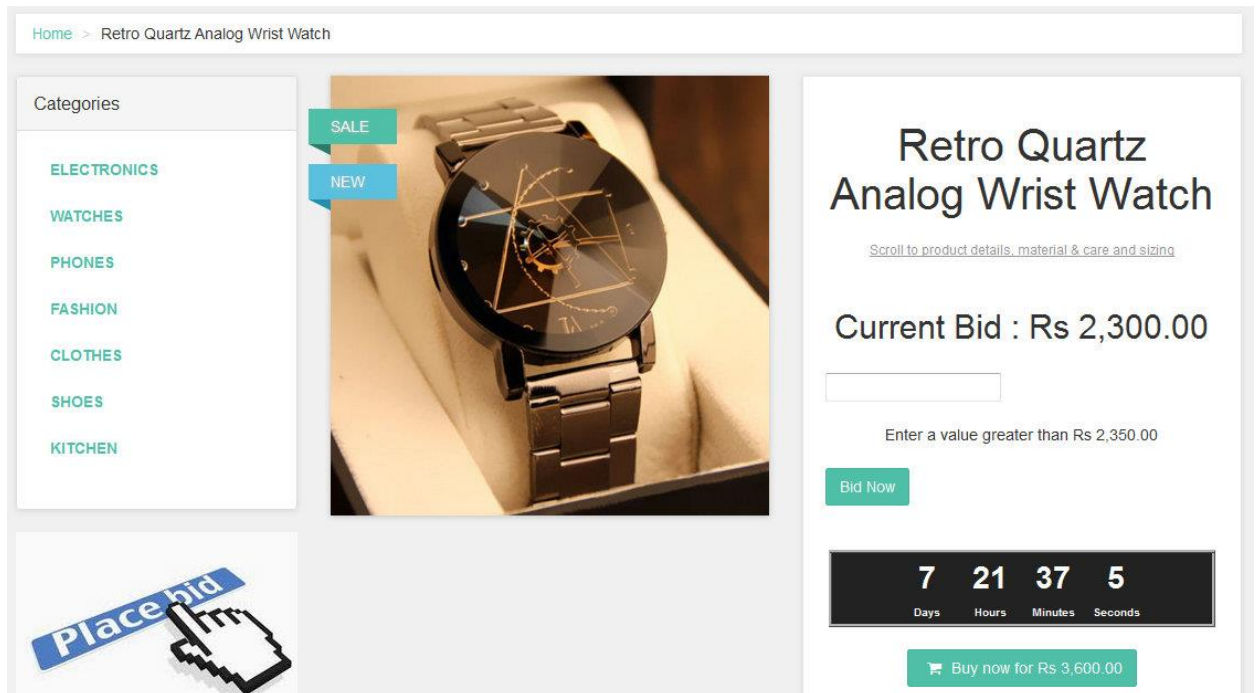 Home > Retro Quartz Analog Wrist Watch
Categories
ELECTRONICS
WATCHES
PHONES
FASHION
CLOTHES
SHOES
KITCHEN
Place bid
SALE
NEW
Retro Quartz
Analog Wrist Watch
Scroll to product details, material & care and sizing
Current Bid : Rs 2,300.00
Enter a value greater than Rs 2,350.00
Bid Now
7 21 37 5
Days Hours Minutes Seconds
Buy now for Rs 3,600.00